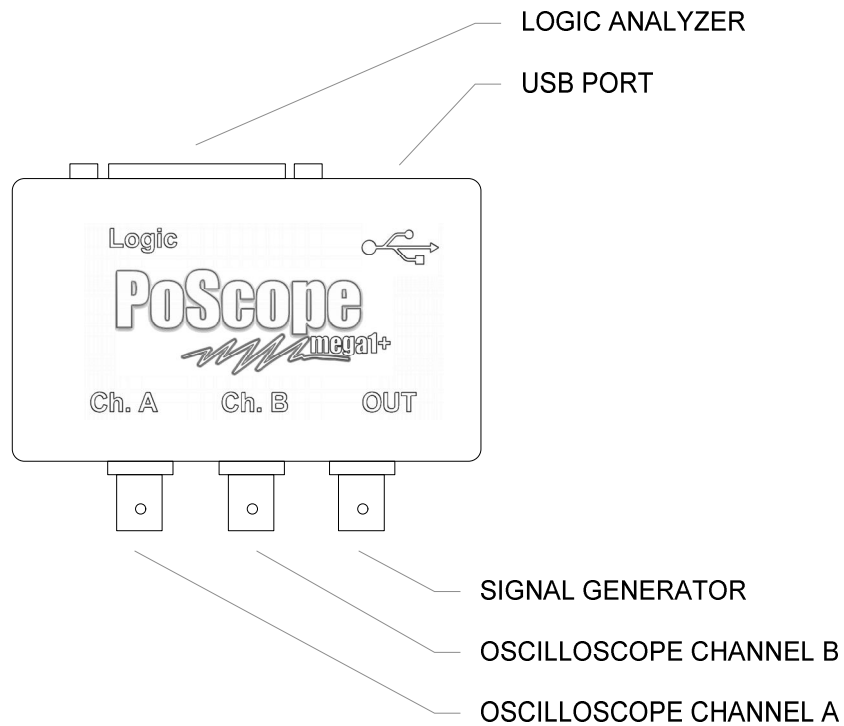 LOGIC ANALYZER
USB PORT
Logic
PoScope
mega1+
Ch. A Ch. B OUT
SIGNAL GENERATOR
OSCILLOSCOPE CHANNEL B
OSCILLOSCOPE CHANNEL A